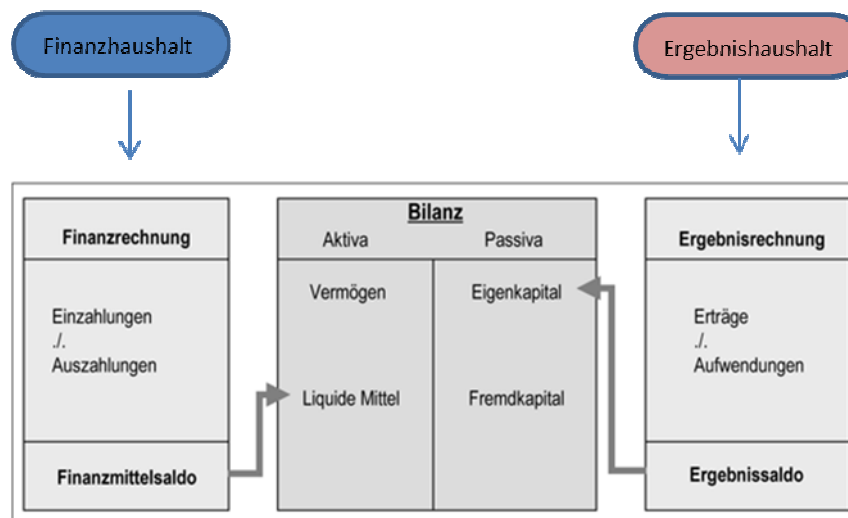 Finanzhaushalt
Ergebnishaushalt
Finanzrechnung
Einzahlungen
./.
Auszahlungen
Finanzmittelsaldo
Bilanz
Aktiva Passiva
Vermögen Eigenkapital
Liquide Mittel Fremdkapital
Ergebnisrechnung
Erträge
./.
Aufwendungen
Ergebnissaldo